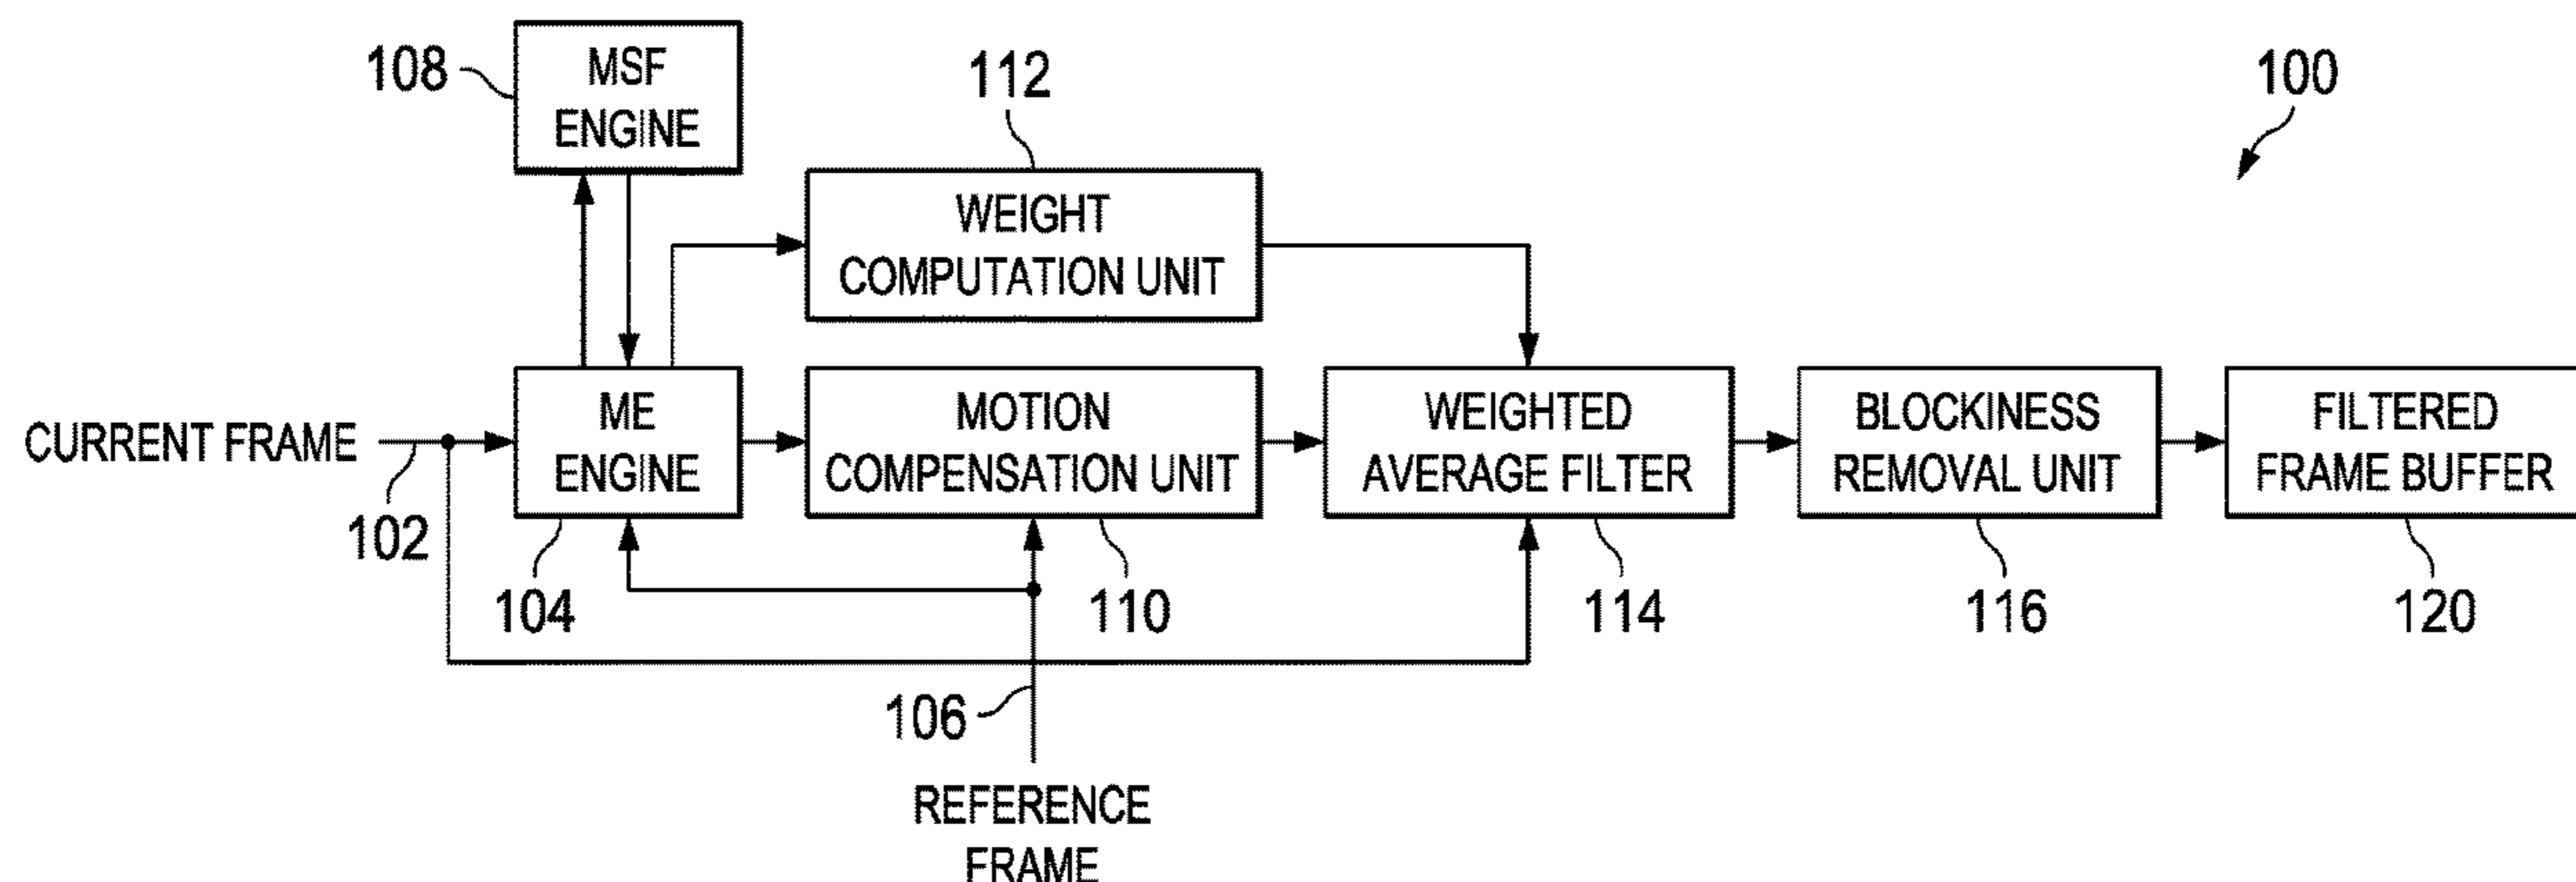 108
MSF
ENGINE
112
100
WEIGHT
COMPUTATION UNIT
CURRENT FRAME
102
ME
ENGINE
104
MOTION
COMPENSATION UNIT
110
WEIGHTED
AVERAGE FILTER
114
BLOCKINESS
REMOVAL UNIT
116
FILTERED
FRAME BUFFER
120
106
REFERENCE
FRAME